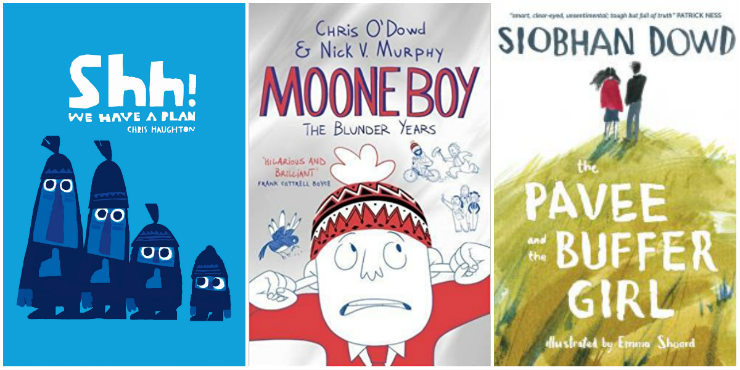 Shh!
WE HAVE A PLAN
CHRIS HAUGHTON
Chris O'Dowd
& Nick V. Murphy
MOONE BOY
The Blunder Years
'HILARIOUS AND
BRILLIANT'
FRANK COTTRELL BOYCE
"smart, clear-eyed, unsentimental; tough but full of truth" PATRICK NESS
SIOBHAN DOWD
the
PAVEE
and
the BUFFER
GIRL
illustrated by Emma Shoard